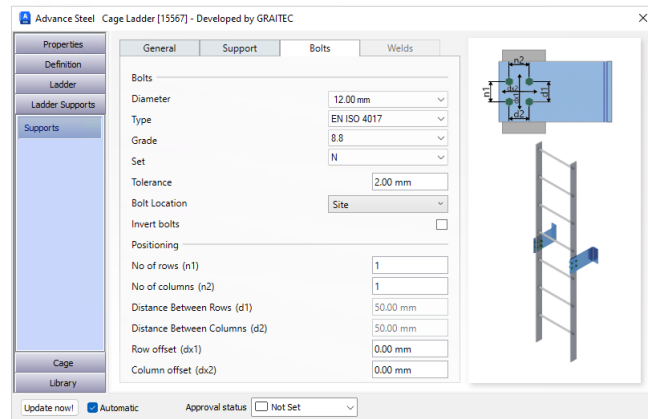 Advance Steel   Cage Ladder [15567] - Developed by GRAITEC
Properties
Definition
Ladder
Ladder Supports
Supports
Cage
Library
General
Support
Bolts
Welds
Bolts
Diameter 12.00 mm
Type EN ISO 4017
Grade 8.8
Set N
Tolerance 2.00 mm
Bolt Location Site
Invert bolts
Positioning
No of rows (n1) 1
No of columns (n2) 1
Distance Between Rows (d1) 50.00 mm
Distance Between Columns (d2) 50.00 mm
Row offset (dx1) 0.00 mm
Column offset (dx2) 0.00 mm
n2
n1
dx2
d1
d2
Update now!
Automatic
Approval status
Not Set